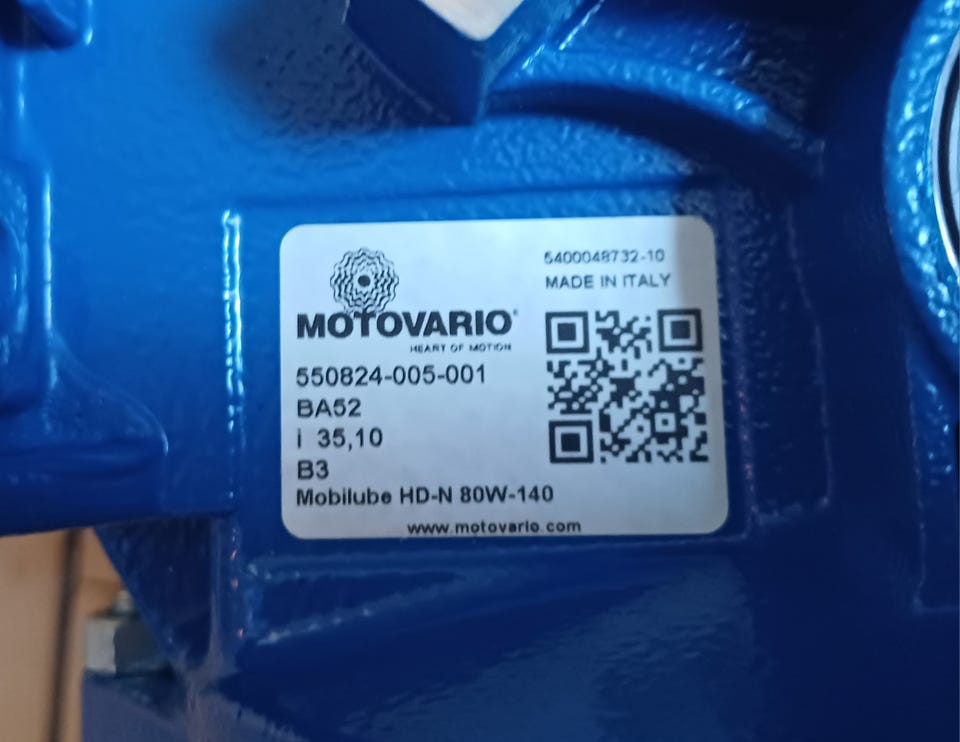 5400048732-10
MADE IN ITALY
MOTOVARIO
HEART OF MOTION
550824-005-001
BA52
i 35,10
B3
Mobilube HD-N 80W-140
www.motovario.com